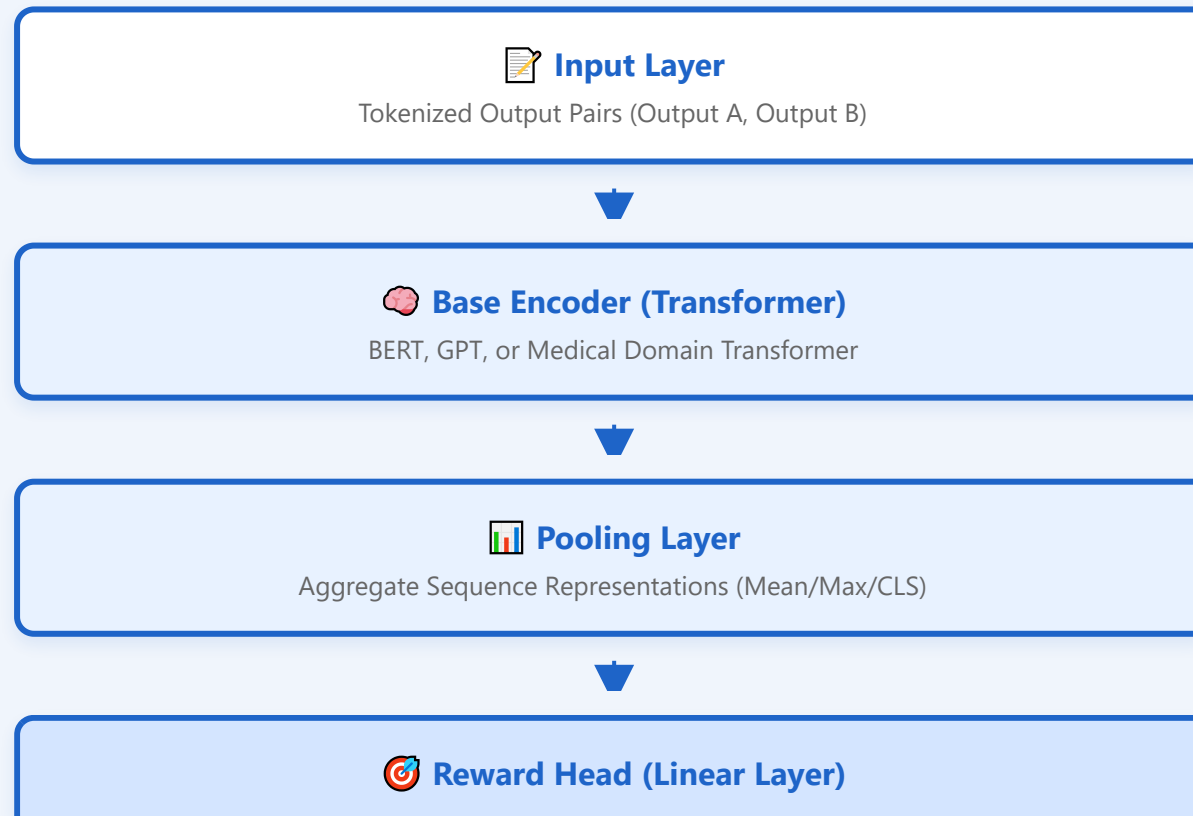 Input Layer
Tokenized Output Pairs (Output A, Output B)
Base Encoder (Transformer)
BERT, GPT, or Medical Domain Transformer
Pooling Layer
Aggregate Sequence Representations (Mean/Max/CLS)
Reward Head (Linear Layer)